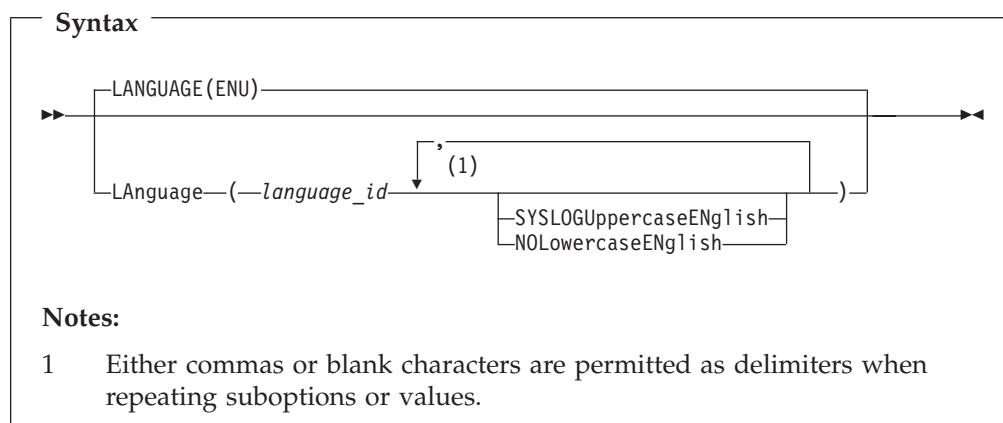 Syntax
LANGUAGE(ENU)
,
(1)
LAnguage ( language_id )
SYSLOGUppercaseENglish
NOLowercaseENglish
Notes:
1 Either commas or blank characters are permitted as delimiters when
repeating suboptions or values.